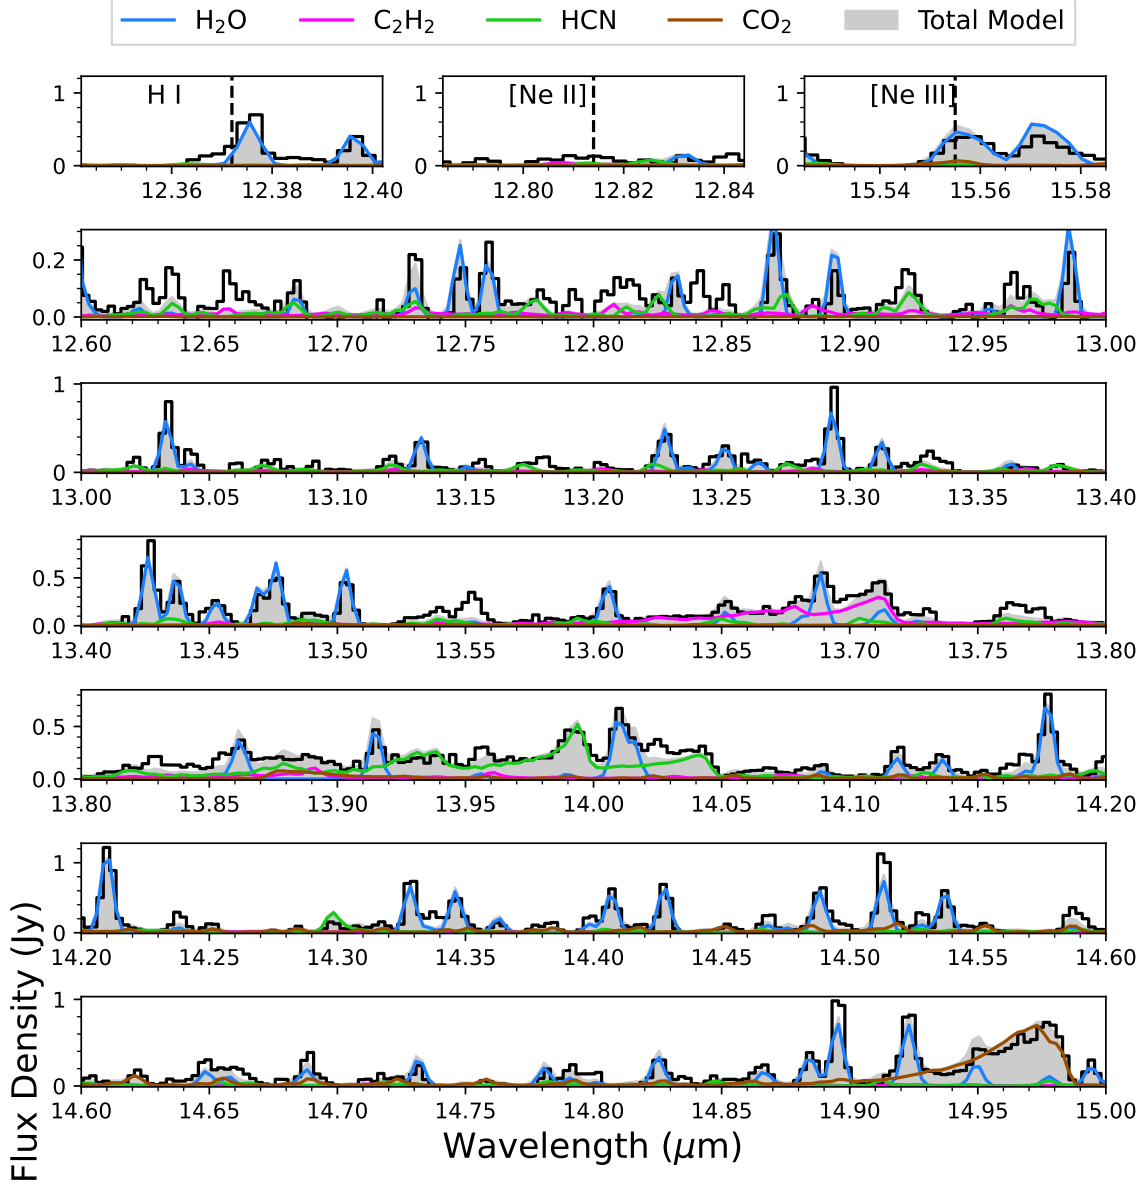 H₂O C₂H₂ HCN CO₂ Total Model
H I [Ne II] [Ne III]
1 1 1
0 0 0
12.36 12.38 12.40 12.80 12.82 12.84 15.54 15.56 15.58
0.2
0.0
12.60 12.65 12.70 12.75 12.80 12.85 12.90 12.95 13.00
1
0
13.00 13.05 13.10 13.15 13.20 13.25 13.30 13.35 13.40
0.5
0.0
13.40 13.45 13.50 13.55 13.60 13.65 13.70 13.75 13.80
0.5
0.0
13.80 13.85 13.90 13.95 14.00 14.05 14.10 14.15 14.20
1
0
14.20 14.25 14.30 14.35 14.40 14.45 14.50 14.55 14.60
1
0
14.60 14.65 14.70 14.75 14.80 14.85 14.90 14.95 15.00
Wavelength (μm)
Flux Density (Jy)